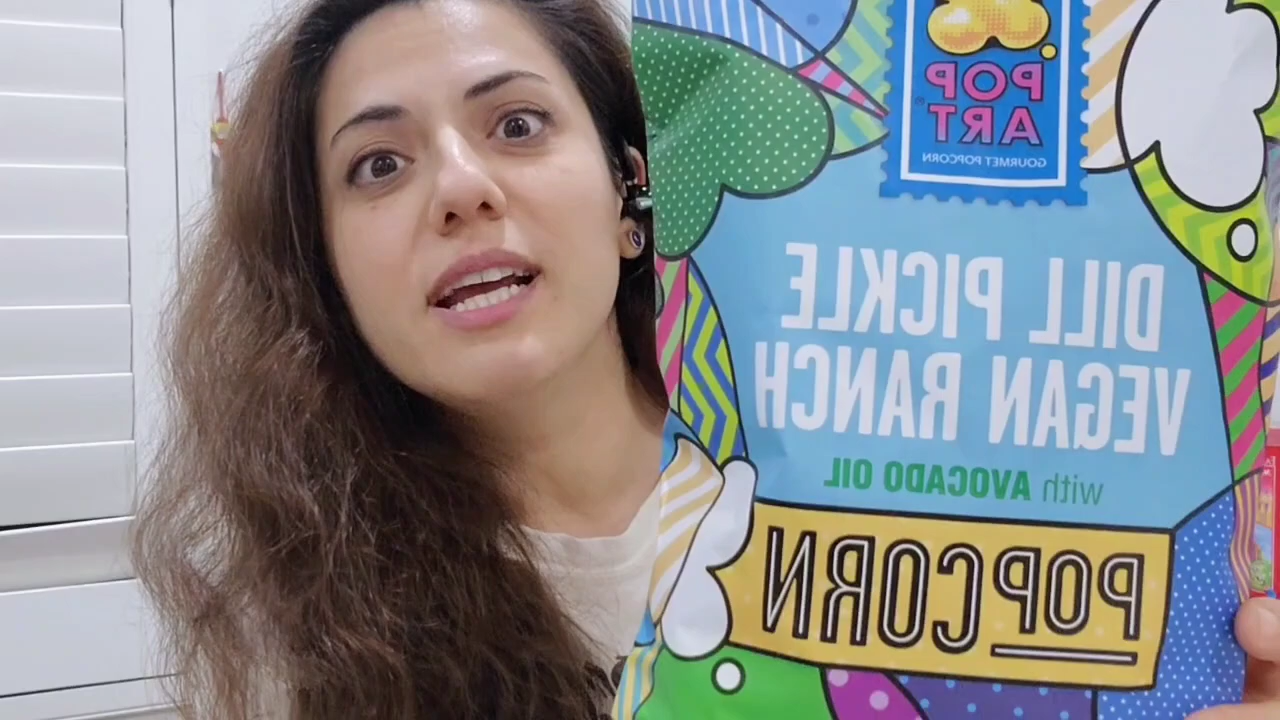 POP
ART
GOURMET POPCORN
DILL PICKLE
VEGAN RANCH
with AVOCADO OIL
POPCORN